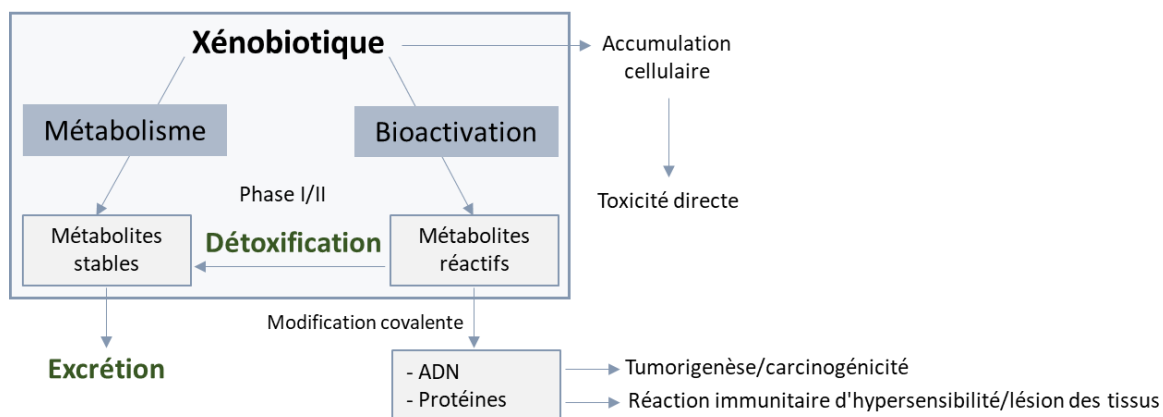 Xénobiotique
Accumulation
cellulaire
Métabolisme
Bioactivation
Phase I/II
Toxicité directe
Métabolites
stables
Détoxification
Métabolites
réactifs
Modification covalente
Excrétion
- ADN
- Protéines
Tumorigenèse/carcinogénicité
Réaction immunitaire d'hypersensibilité/lésion des tissus